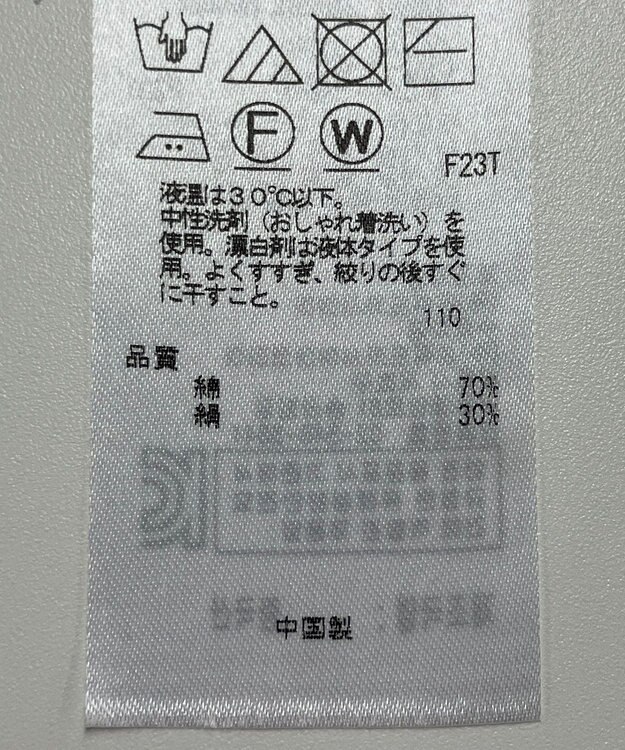 F W
F23T
液温は30℃以下。
中性洗剤（おしゃれ着洗い）を
使用。漂白剤は液体タイプを使
用。よくすすぎ、絞りの後すぐ
に干すこと。
110
品質
綿 70%
絹 30%
中国製